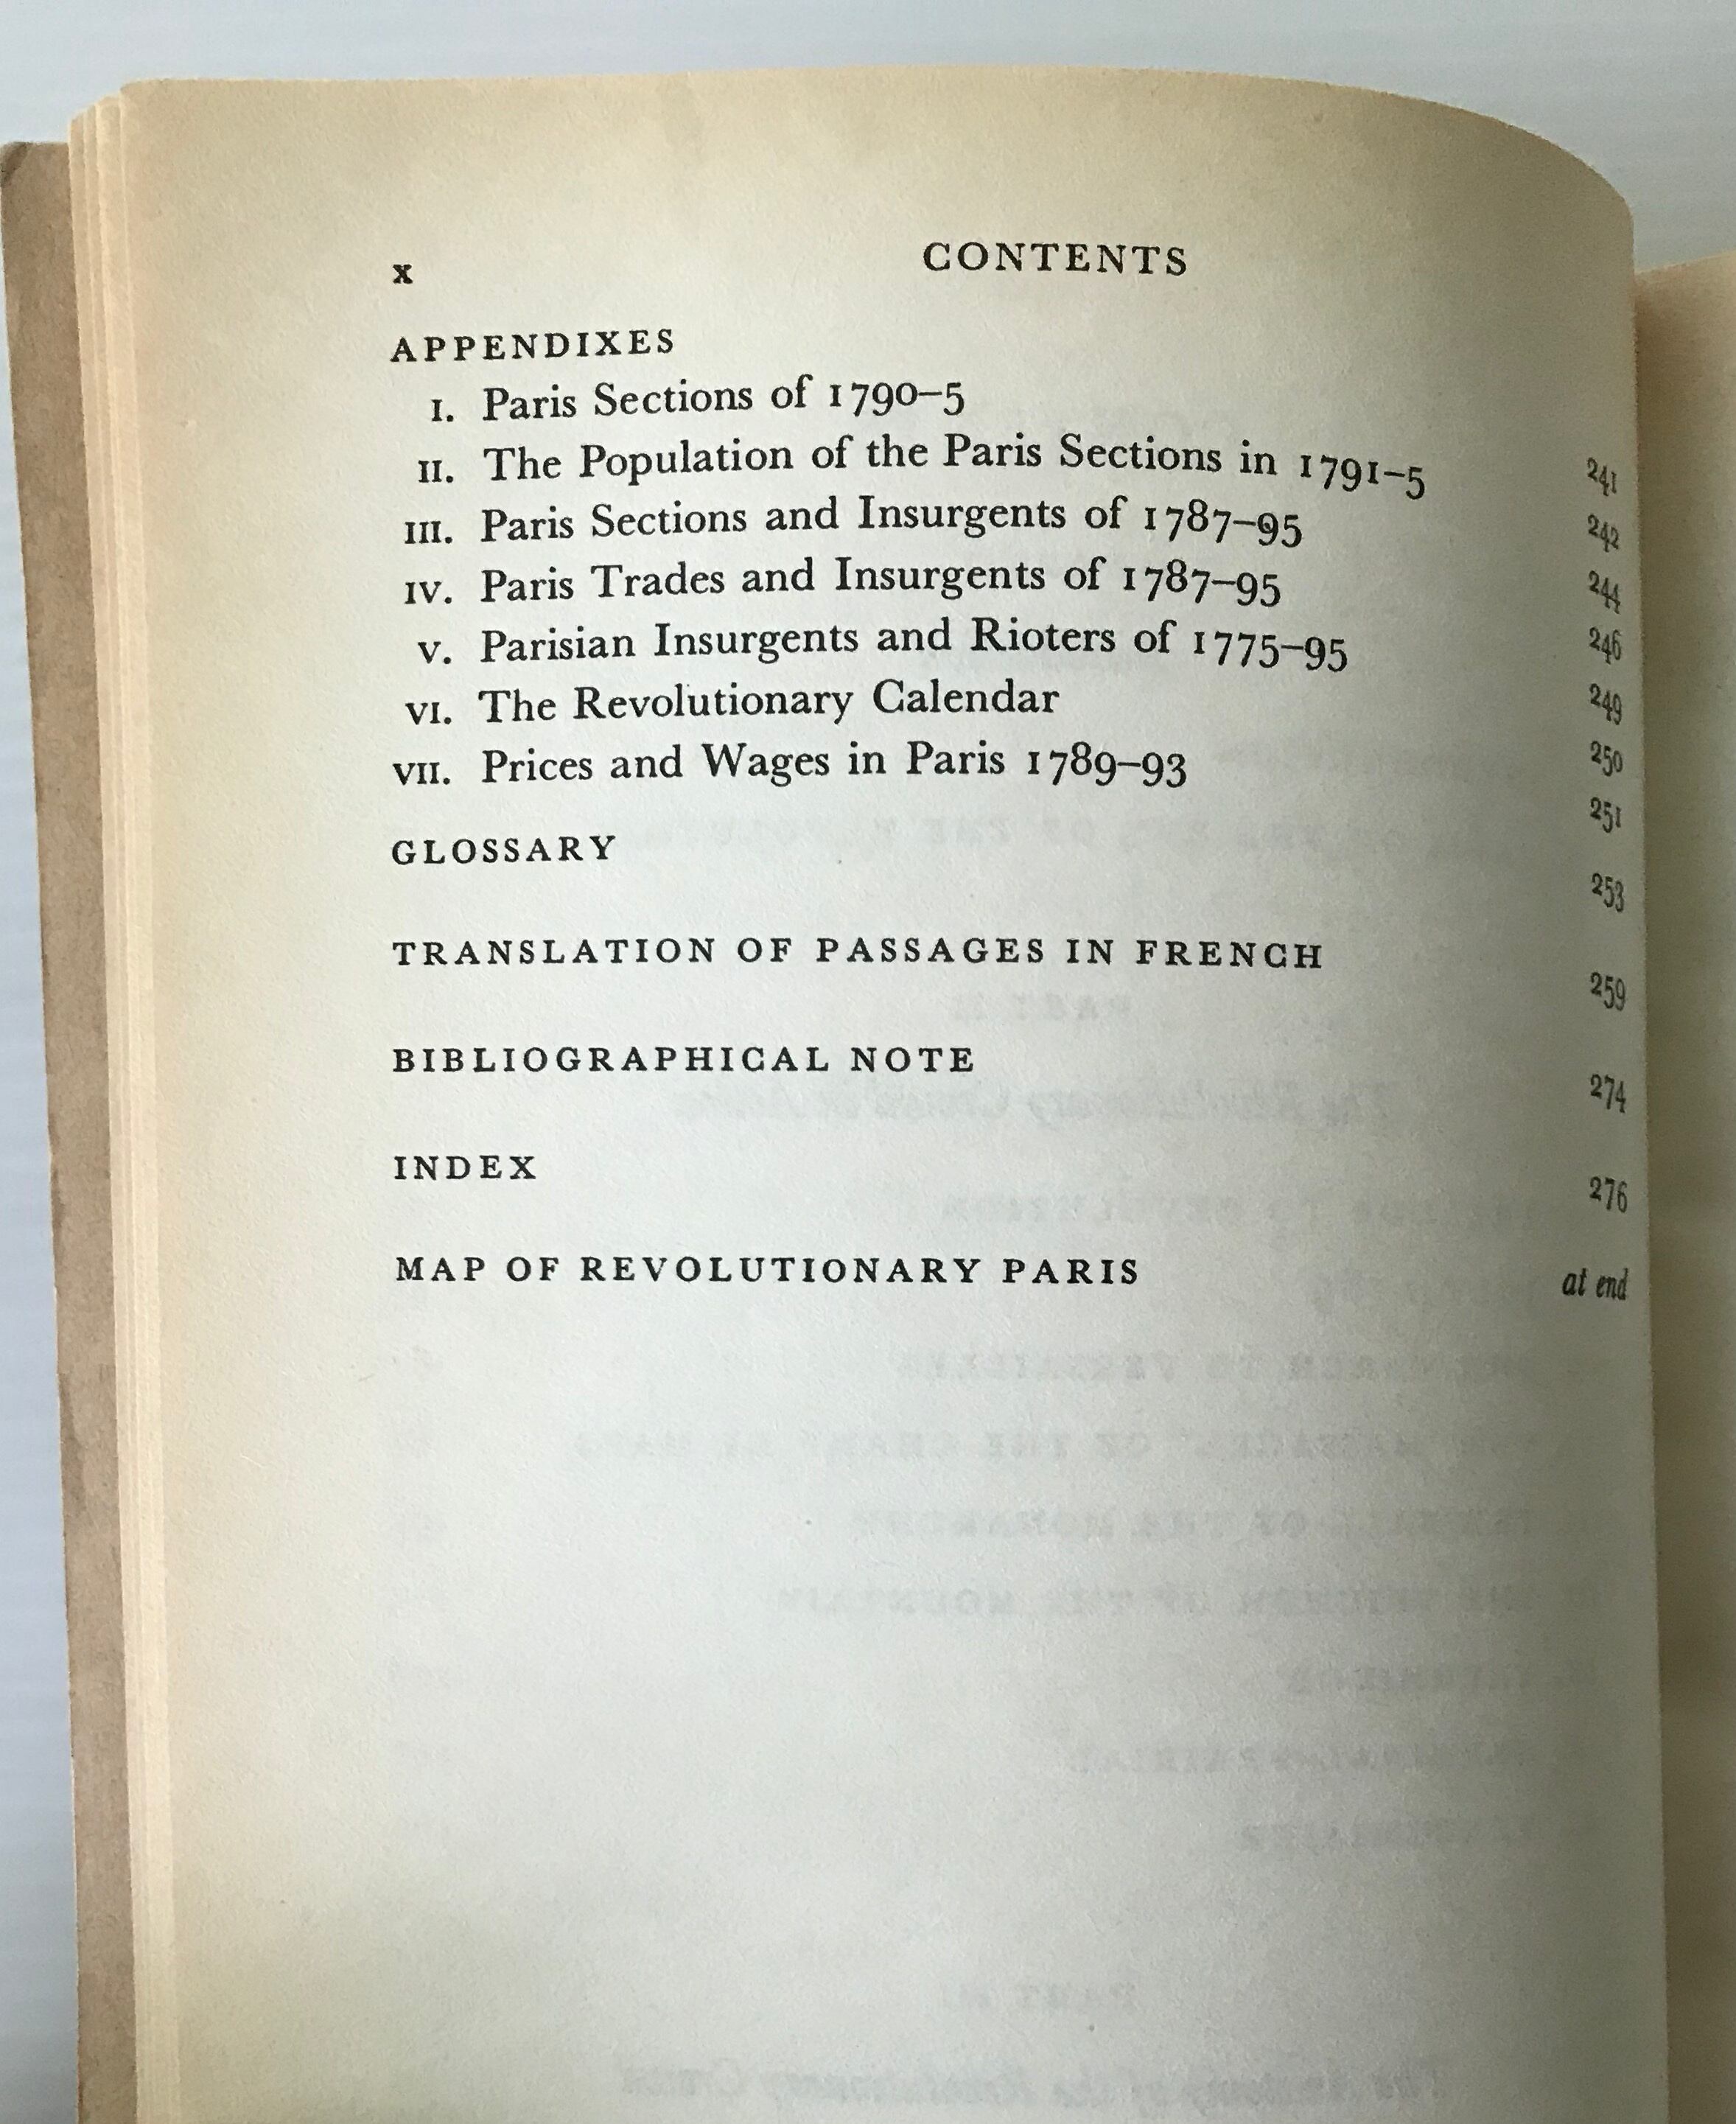 x CONTENTS
APPENDIXES
I. Paris Sections of 1790–5 241
II. The Population of the Paris Sections in 1791–5 242
III. Paris Sections and Insurgents of 1787–95 244
IV. Paris Trades and Insurgents of 1787–95 246
V. Parisian Insurgents and Rioters of 1775–95 249
VI. The Revolutionary Calendar 250
VII. Prices and Wages in Paris 1789–93 251
GLOSSARY 253
TRANSLATION OF PASSAGES IN FRENCH 259
BIBLIOGRAPHICAL NOTE 274
INDEX 276
MAP OF REVOLUTIONARY PARIS at end